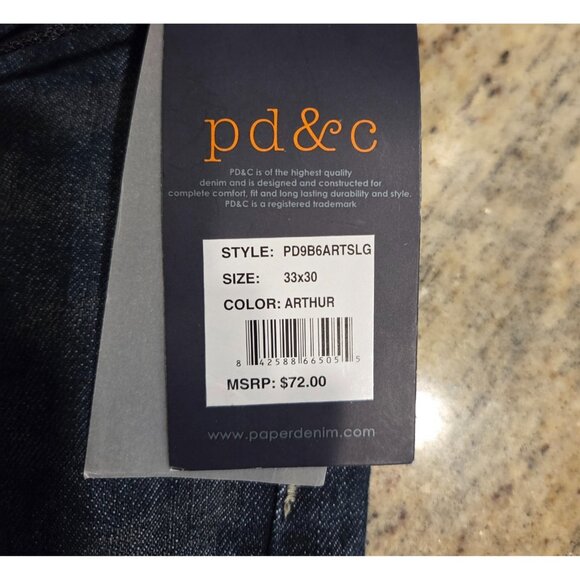 pd&c
PD&C is of the highest quality
denim and is designed and constructed for
complete comfort, fit and long lasting durability and style.
PD&C is a registered trademark
STYLE: PD9B6ARTSLG
SIZE: 33x30
COLOR: ARTHUR
8 42588 66505 5
MSRP: $72.00
www.paperdenim.com